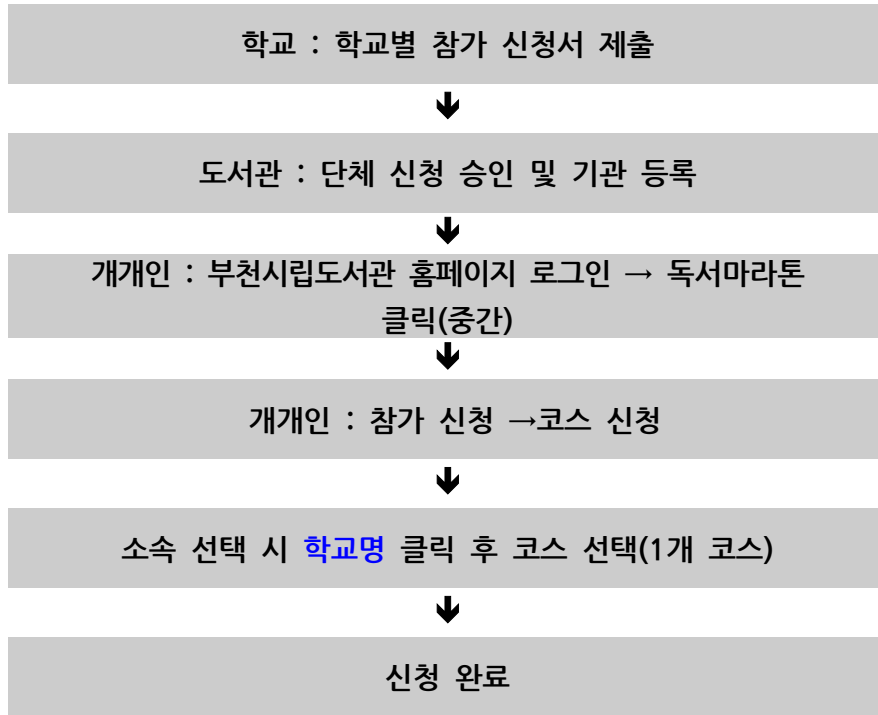 학교 : 학교별 참가 신청서 제출
도서관 : 단체 신청 승인 및 기관 등록
개개인 : 부천시립도서관 홈페이지 로그인 → 독서마라톤
클릭(중간)
개개인 : 참가 신청 →코스 신청
소속 선택 시 학교명 클릭 후 코스 선택(1개 코스)
신청 완료